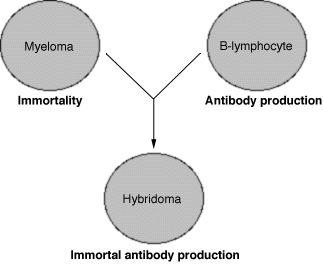 Myeloma
B-lymphocyte
Immortality
Antibody production
Hybridoma
Immortal antibody production